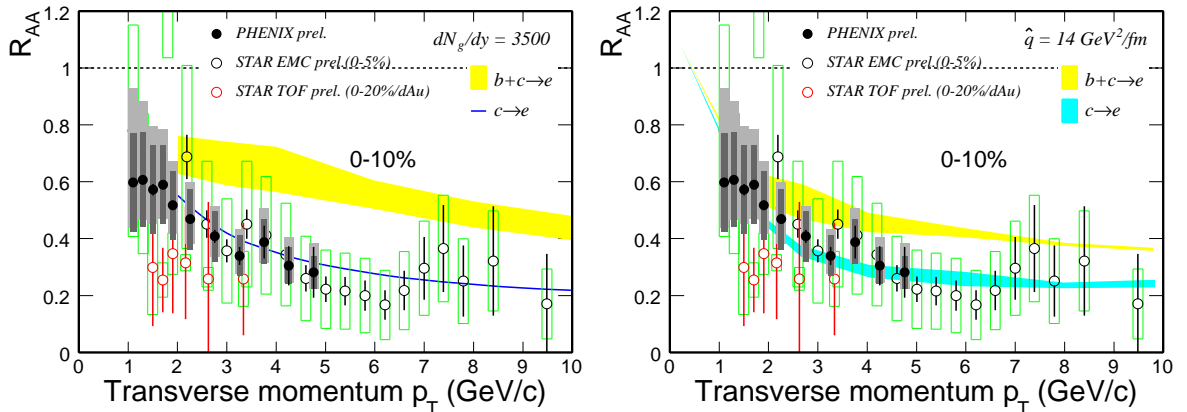 R_AA
1.2
1
0.8
0.6
0.4
0.2
0
PHENIX prel.
STAR EMC prel.(0-5%)
STAR TOF prel. (0-20%/dAu)
dN_g/dy = 3500
b+c→e
c→e
0-10%
0 1 2 3 4 5 6 7 8 9 10
Transverse momentum p_T (GeV/c)
R_AA
1.2
1
0.8
0.6
0.4
0.2
0
PHENIX prel.
STAR EMC prel.(0-5%)
STAR TOF prel. (0-20%/dAu)
q̂ = 14 GeV²/fm
b+c→e
c→e
0-10%
0 1 2 3 4 5 6 7 8 9 10
Transverse momentum p_T (GeV/c)